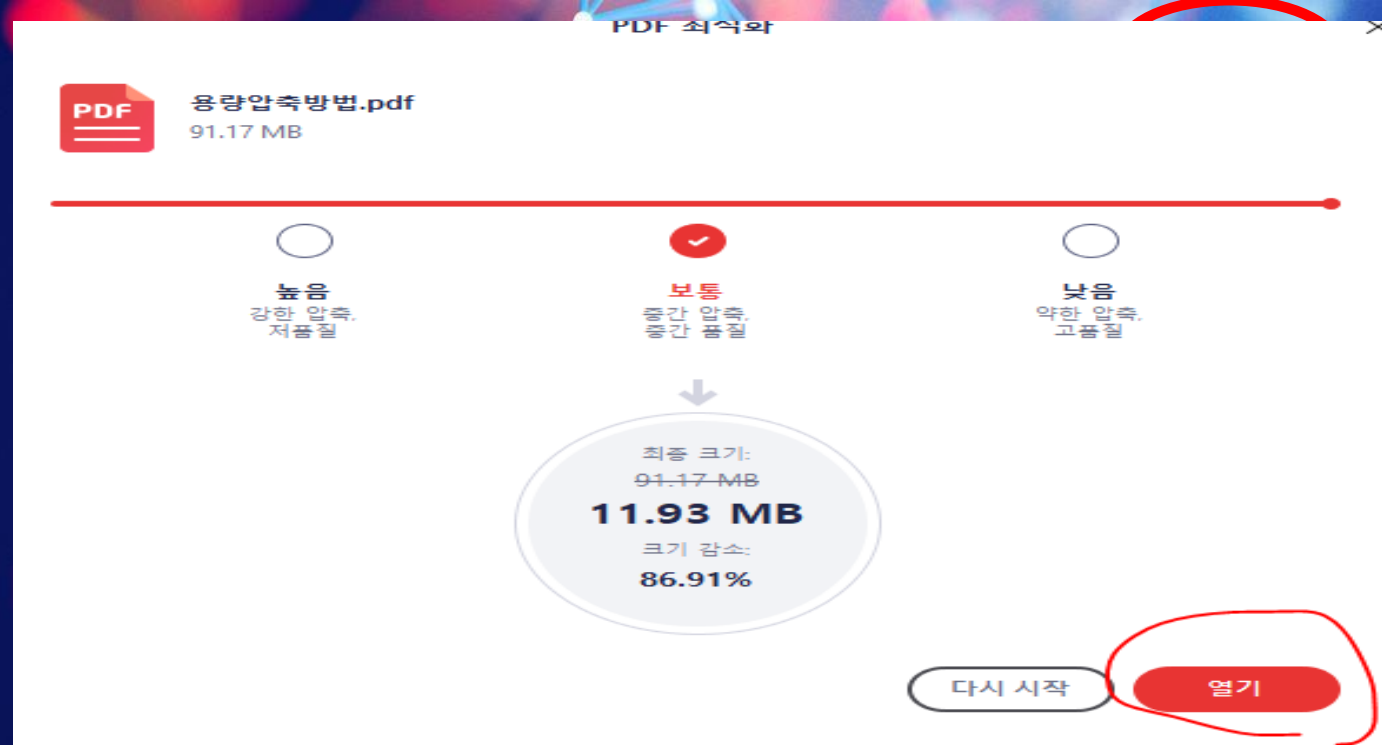 PDF 최적화
PDF
용량압축방법.pdf
91.17 MB
높음
강한 압축,
저품질
보통
중간 압축,
중간 품질
낮음
약한 압축,
고품질
최종 크기:
91.17 MB
11.93 MB
크기 감소:
86.91%
다시 시작
열기